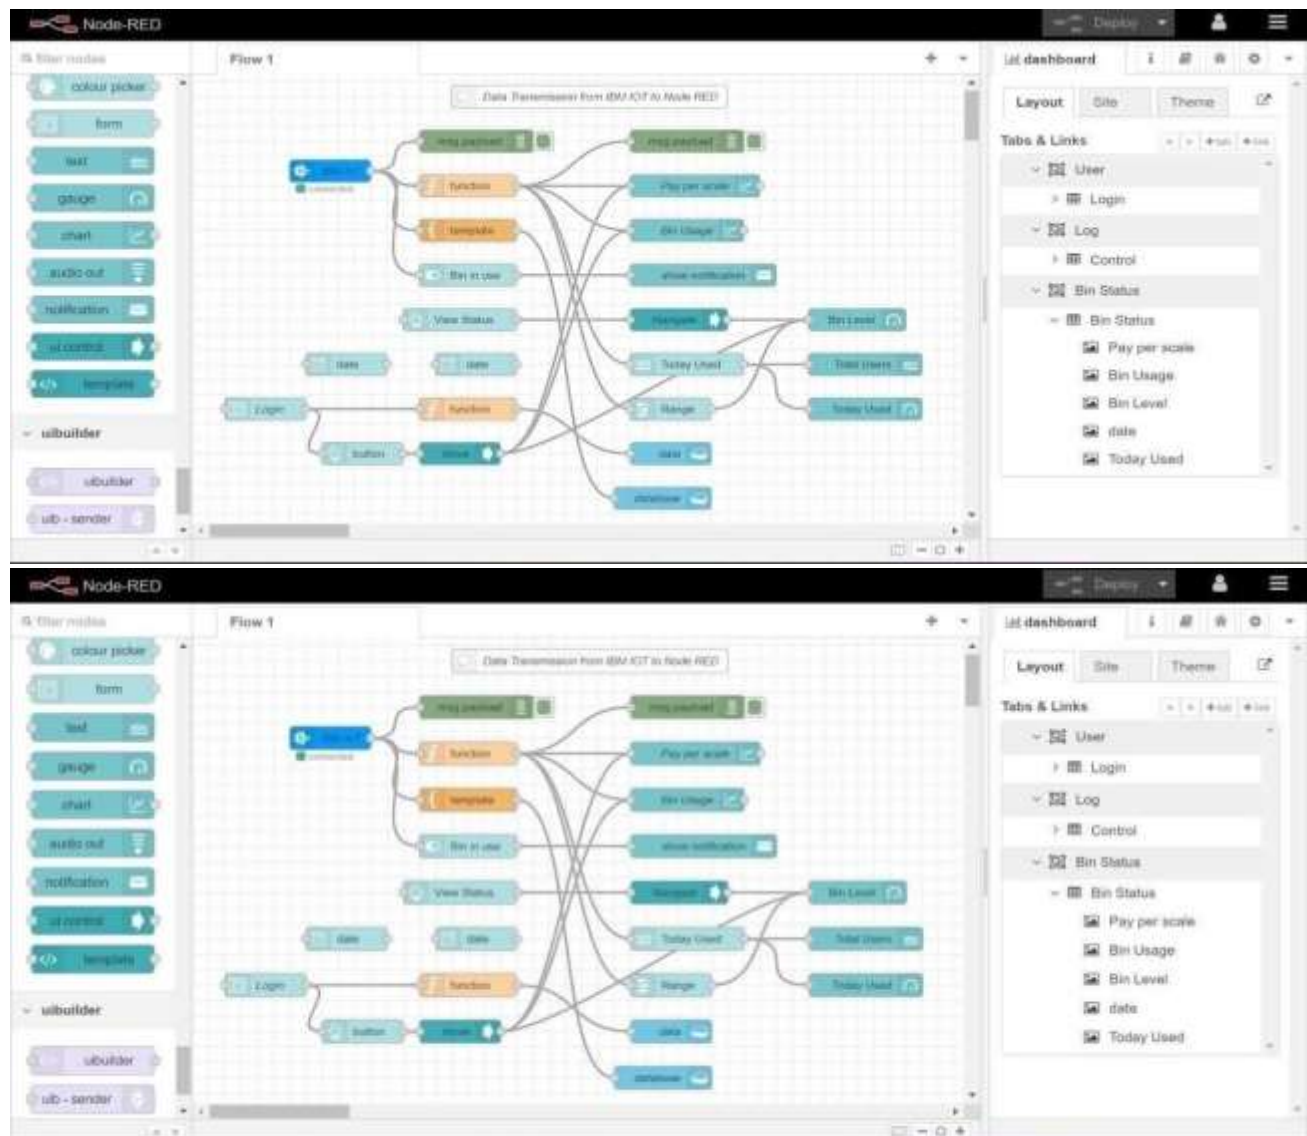 Node-RED Deploy
filter nodes Flow 1 dashboard i
colour picker Data Transmission from IBM IOT to Node RED
Layout Site Theme
form
msg.payload msg.payload Tabs & Links
text connected function Pay per scale User
gauge template Bin Usage Login
chart Log
audio out Bin in use show notification Control
notification View Status Navigate Bin Level Bin Status
ui control date date Today Used Total Users Bin Status
template Login function Range Today Used Pay per scale
Bin Usage
uibuilder button data Bin Level
date
uibuilder database Today Used
uib - sender
Node-RED Deploy
filter nodes Flow 1 dashboard i
colour picker Data Transmission from IBM IOT to Node RED
Layout Site Theme
form
msg.payload msg.payload Tabs & Links
text connected function Pay per scale User
gauge template Bin Usage Login
chart Log
audio out Bin in use show notification Control
notification View Status Navigate Bin Level Bin Status
ui control date date Today Used Total Users Bin Status
template Login function Range Today Used Pay per scale
Bin Usage
uibuilder button data Bin Level
date
uibuilder database Today Used
uib - sender